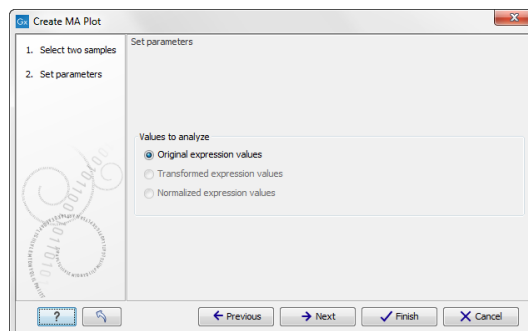 Create MA Plot
1. Select two samples
2. Set parameters
Set parameters
Values to analyze
Original expression values
Transformed expression values
Normalized expression values
?
Previous
Next
Finish
Cancel